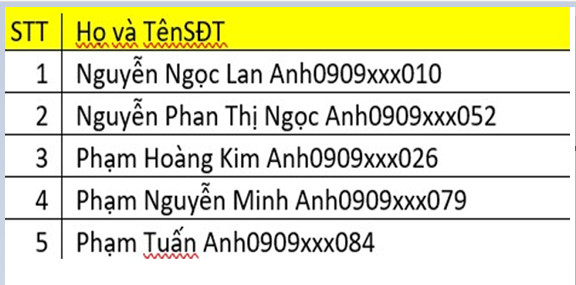 STT Họ và TênSĐT
1 Nguyễn Ngọc Lan Anh0909xxx010
2 Nguyễn Phan Thị Ngọc Anh0909xxx052
3 Phạm Hoàng Kim Anh0909xxx026
4 Phạm Nguyễn Minh Anh0909xxx079
5 Phạm Tuấn Anh0909xxx084